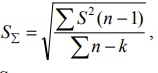 S_Σ = √(∑S²(n-1) / (∑n-k)),